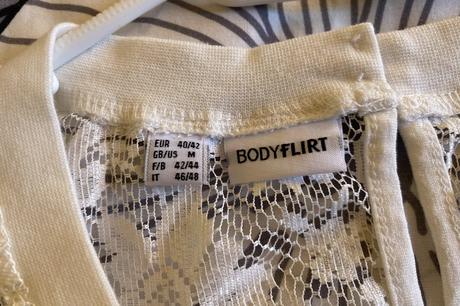 EUR 40/42
GB/US M
F/B 42/44
IT 46/48
BODYFLIRT